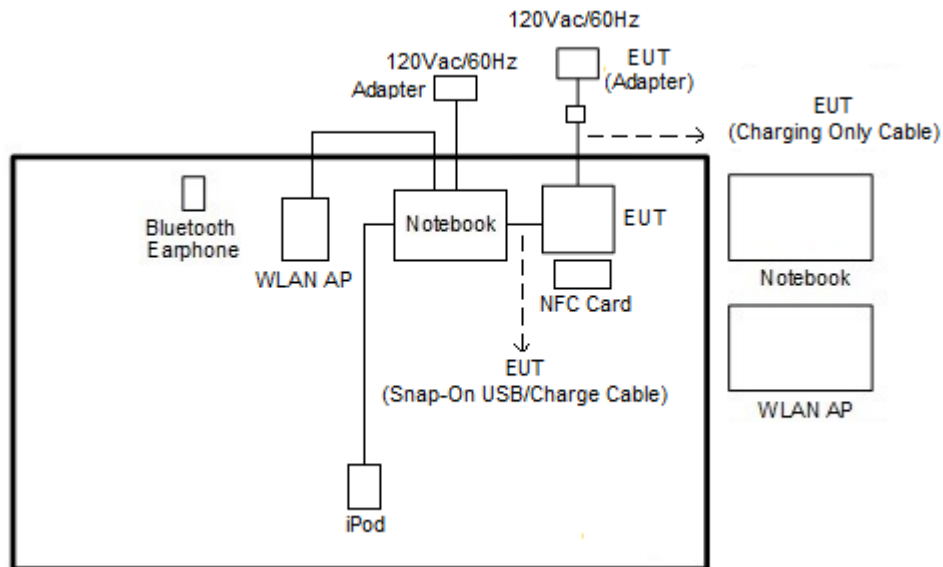 120Vac/60Hz
EUT
(Adapter)
120Vac/60Hz
Adapter
EUT
(Charging Only Cable)
Bluetooth
Earphone
WLAN AP
Notebook
EUT
NFC Card
Notebook
EUT
(Snap-On USB/Charge Cable)
WLAN AP
iPod